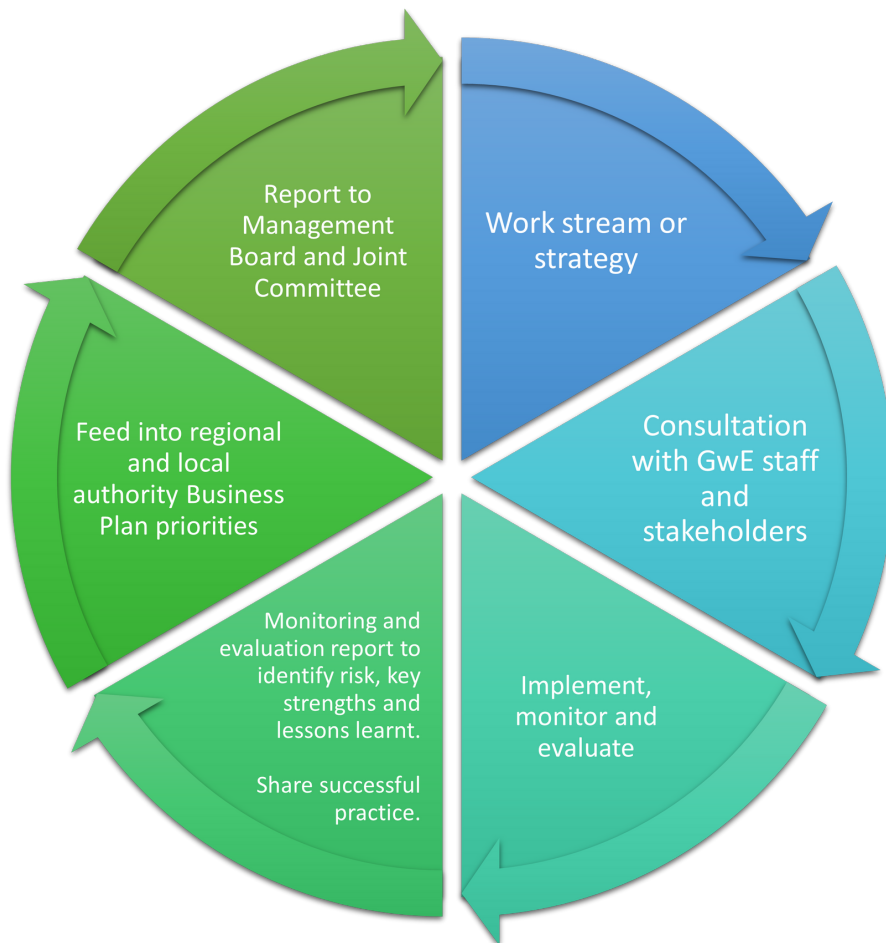 Work stream or
strategy
Consultation
with GwE staff
and
stakeholders
Implement,
monitor and
evaluate
Monitoring and
evaluation report to
identify risk, key
strengths and
lessons learnt.
Share successful
practice.
Feed into regional
and local
authority Business
Plan priorities
Report to
Management
Board and Joint
Committee